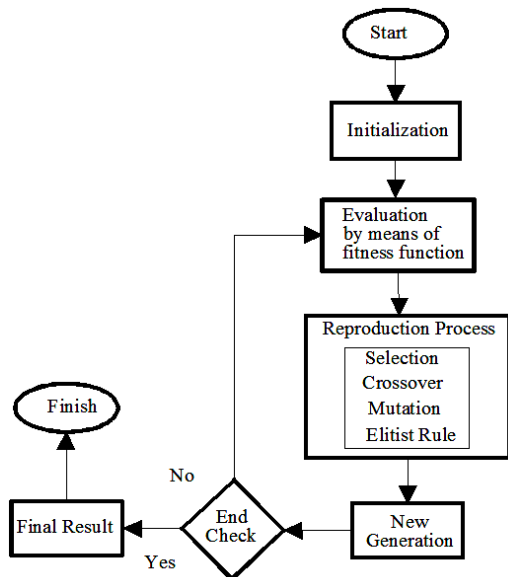 Start
Initialization
Evaluation
by means of
fitness function
Reproduction Process
Selection
Crossover
Mutation
Elitist Rule
New
Generation
End
Check
No
Yes
Final Result
Finish